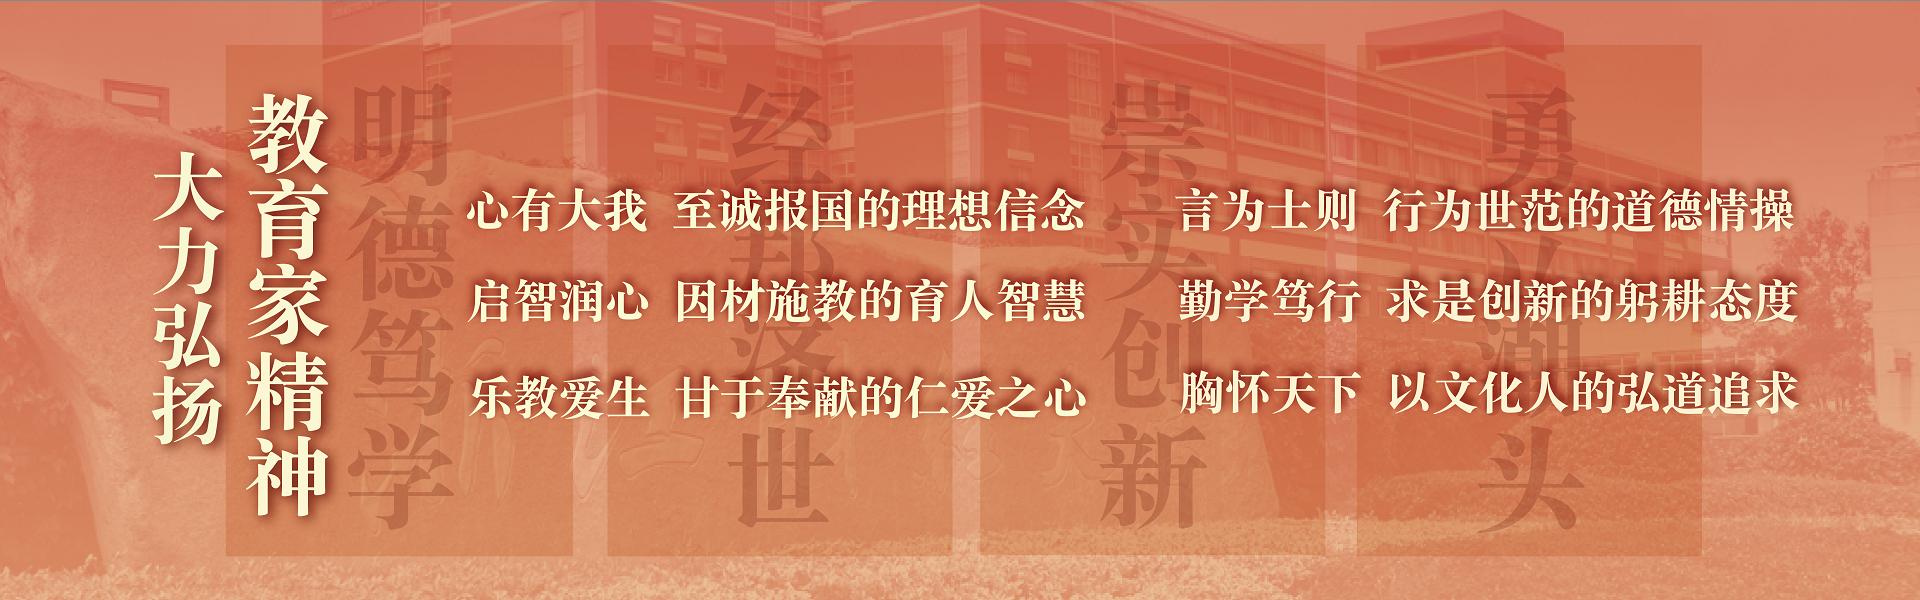 大力弘扬
教育家精神
心有大我 至诚报国的理想信念
启智润心 因材施教的育人智慧
乐教爱生 甘于奉献的仁爱之心
言为士则 行为世范的道德情操
勤学笃行 求是创新的躬耕态度
胸怀天下 以文化人的弘道追求
明德笃学
经邦济世
崇实创新
勇立潮头